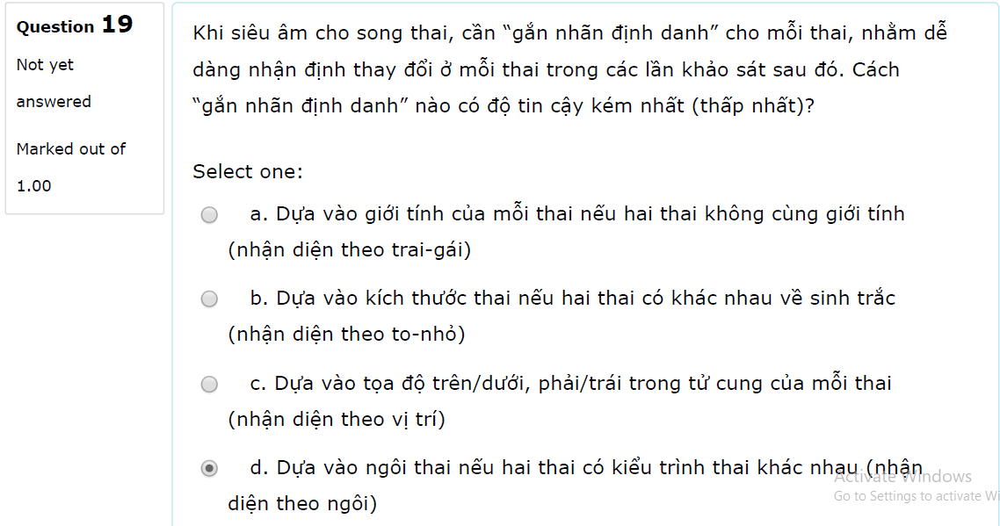 Question 19
Not yet
answered
Marked out of
1.00
Khi siêu âm cho song thai, cần “gắn nhãn định danh” cho mỗi thai, nhằm dễ
dàng nhận định thay đổi ở mỗi thai trong các lần khảo sát sau đó. Cách
“gắn nhãn định danh” nào có độ tin cậy kém nhất (thấp nhất)?
Select one:
a. Dựa vào giới tính của mỗi thai nếu hai thai không cùng giới tính
(nhận diện theo trai-gái)
b. Dựa vào kích thước thai nếu hai thai có khác nhau về sinh trắc
(nhận diện theo to-nhỏ)
c. Dựa vào tọa độ trên/dưới, phải/trái trong tử cung của mỗi thai
(nhận diện theo vị trí)
d. Dựa vào ngôi thai nếu hai thai có kiểu trình thai khác nhau (nhận
diện theo ngôi)
Activate Windows
Go to Settings to activate Wi